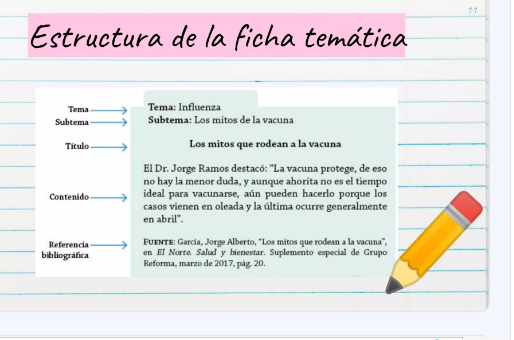 11
Estructura de la ficha temática
Tema
Subtema
Título
Contenido
Referencia
bibliográfica
Tema: Influenza
Subtema: Los mitos de la vacuna
Los mitos que rodean a la vacuna
El Dr. Jorge Ramos destacó: “La vacuna protege, de eso
no hay la menor duda, y aunque ahorita no es el tiempo
ideal para vacunarse, aún pueden hacerlo porque los
casos vienen en oleada y la última ocurre generalmente
en abril”.
FUENTE: García, Jorge Alberto, “Los mitos que rodean a la vacuna”,
en El Norte. Salud y bienestar. Suplemento especial de Grupo
Reforma, marzo de 2017, pág. 20.